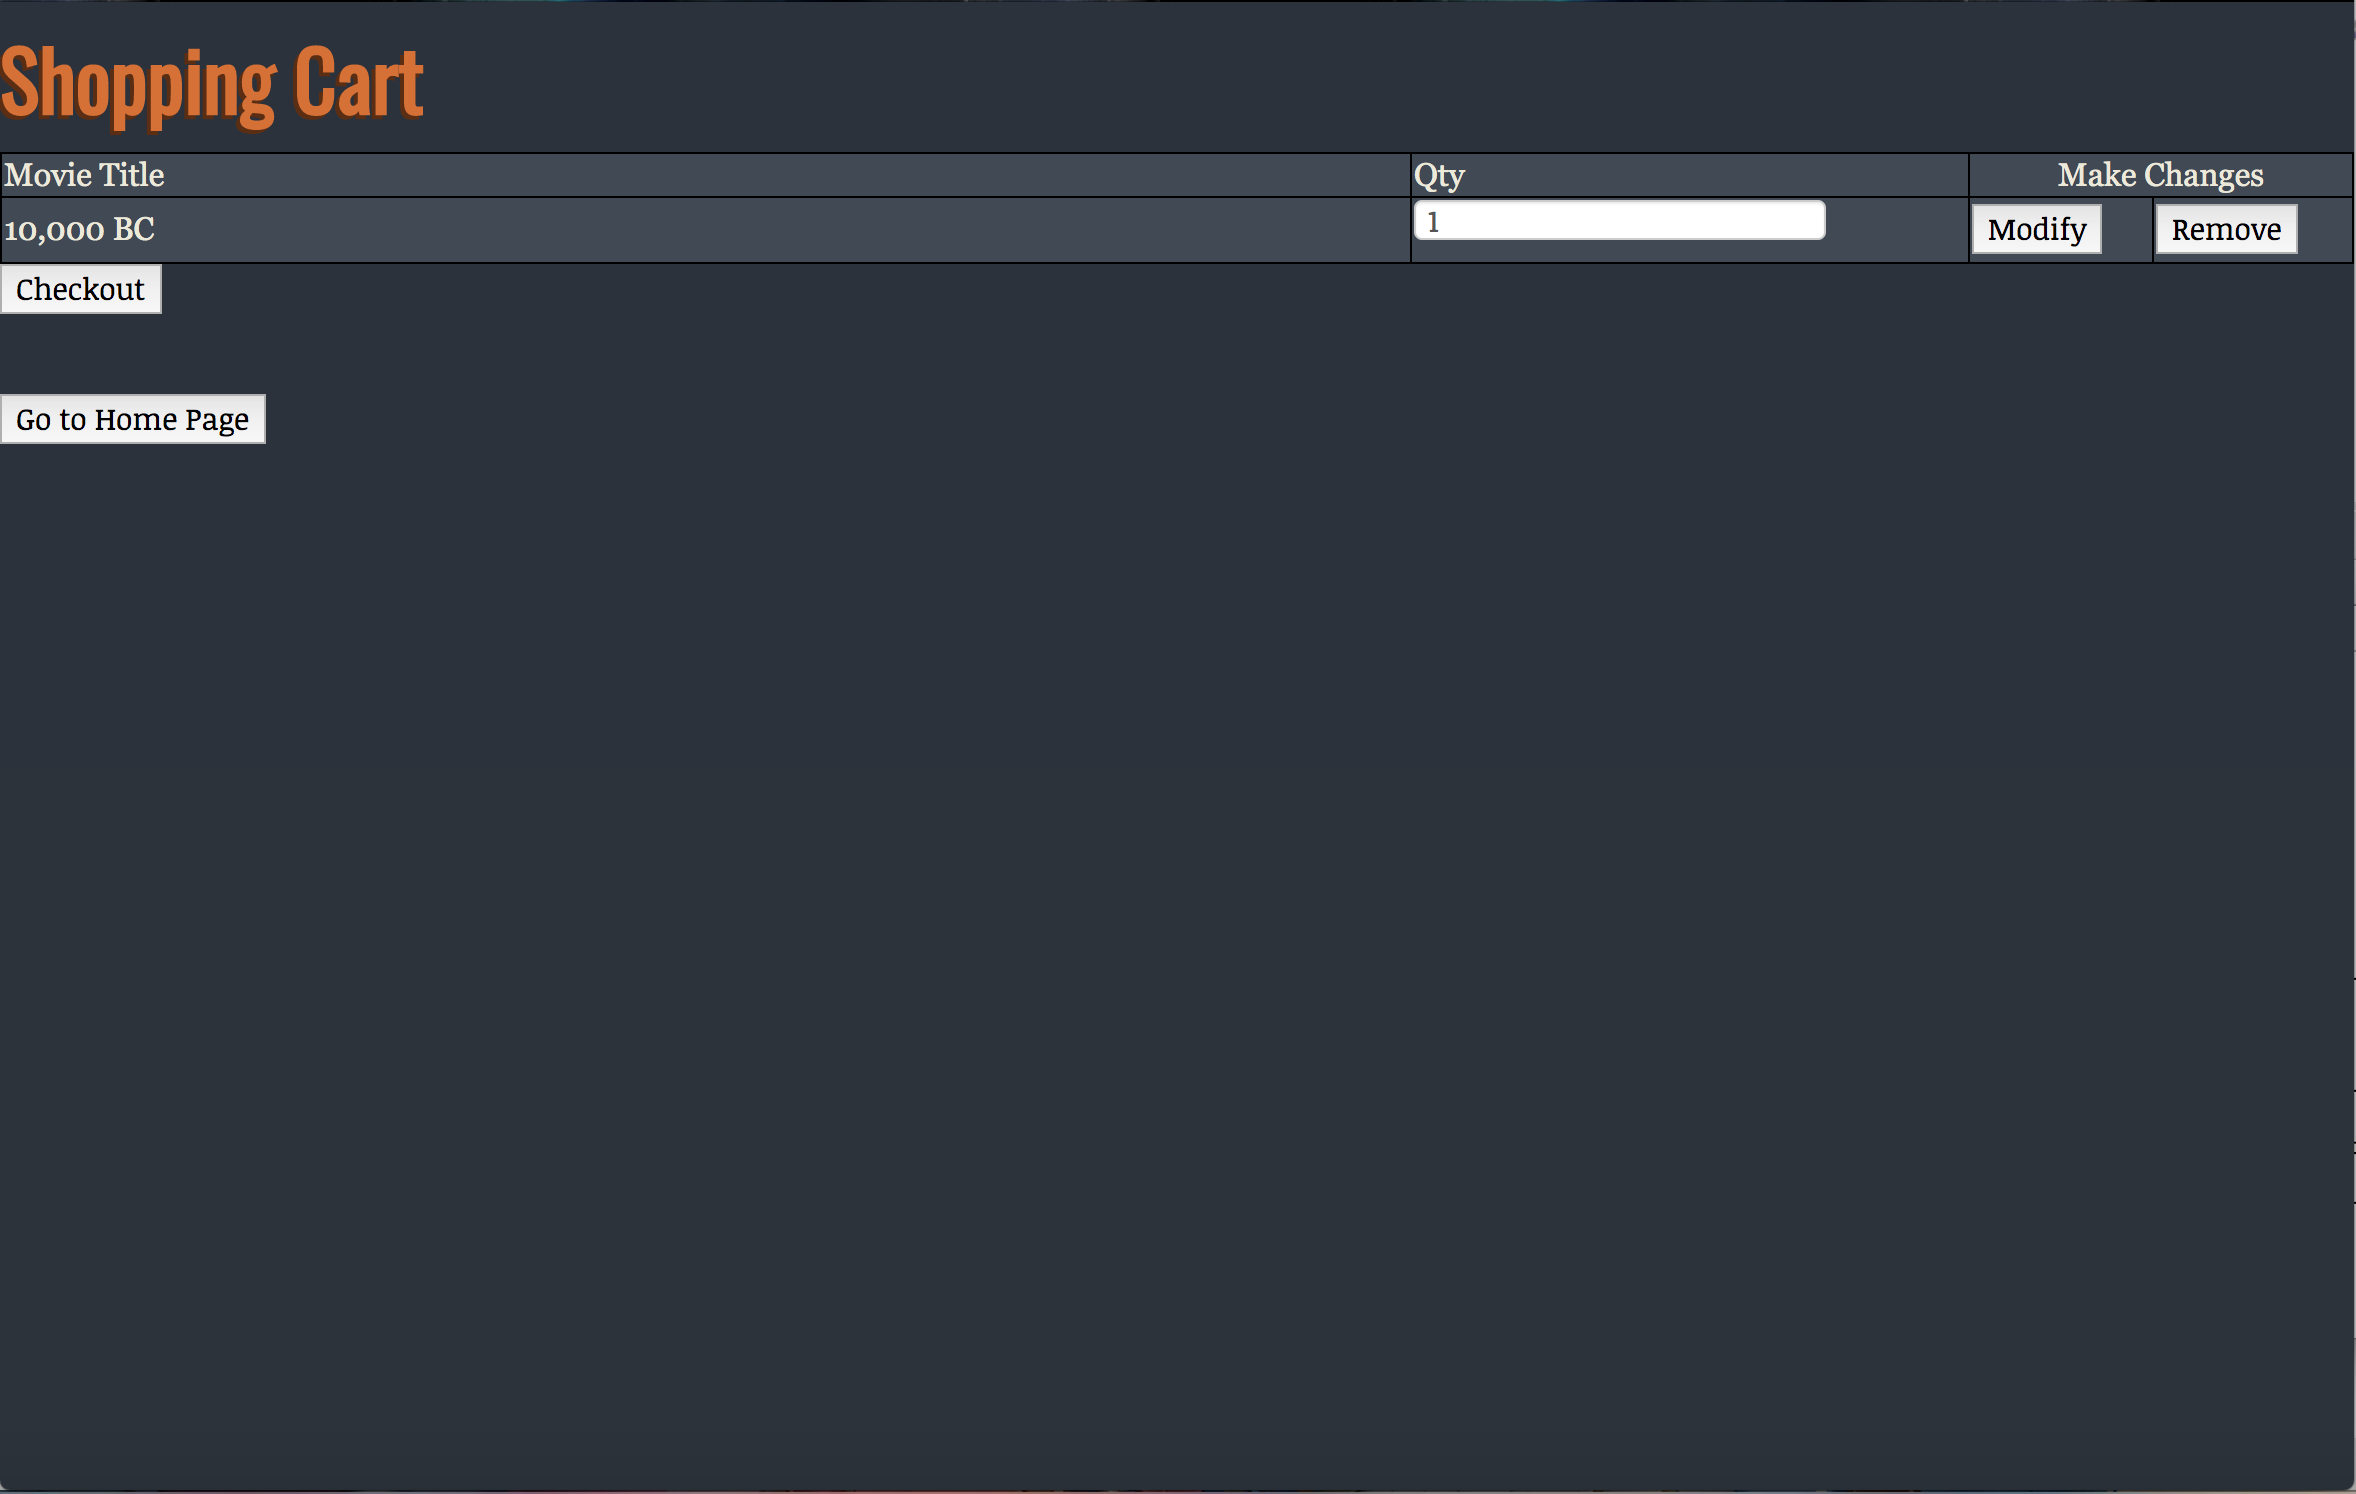 Shopping Cart
Movie Title Qty Make Changes
10,000 BC 1 Modify Remove
Checkout
Go to Home Page